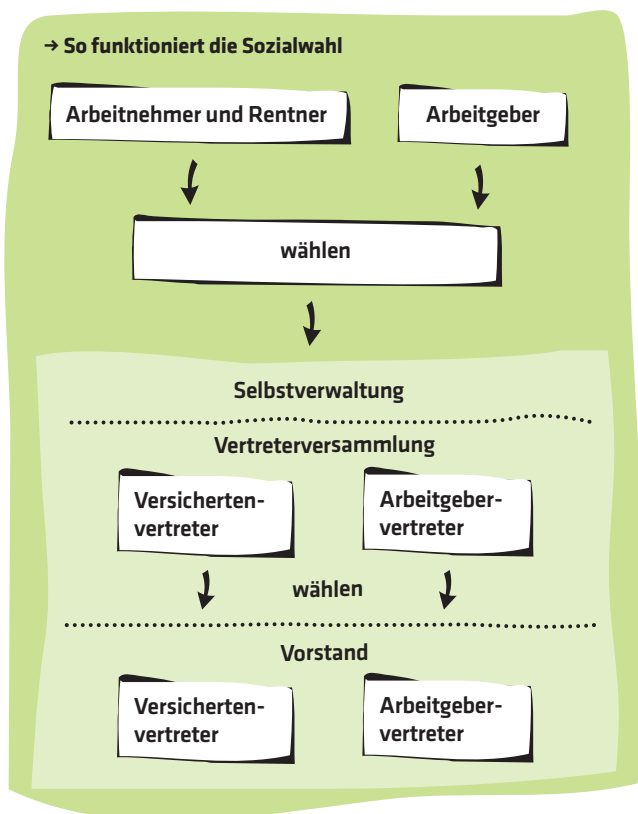 → So funktioniert die Sozialwahl
Arbeitnehmer und Rentner
Arbeitgeber
wählen
Selbstverwaltung
Vertreterversammlung
Versicherten-
vertreter
Arbeitgeber-
vertreter
wählen
Vorstand
Versicherten-
vertreter
Arbeitgeber-
vertreter